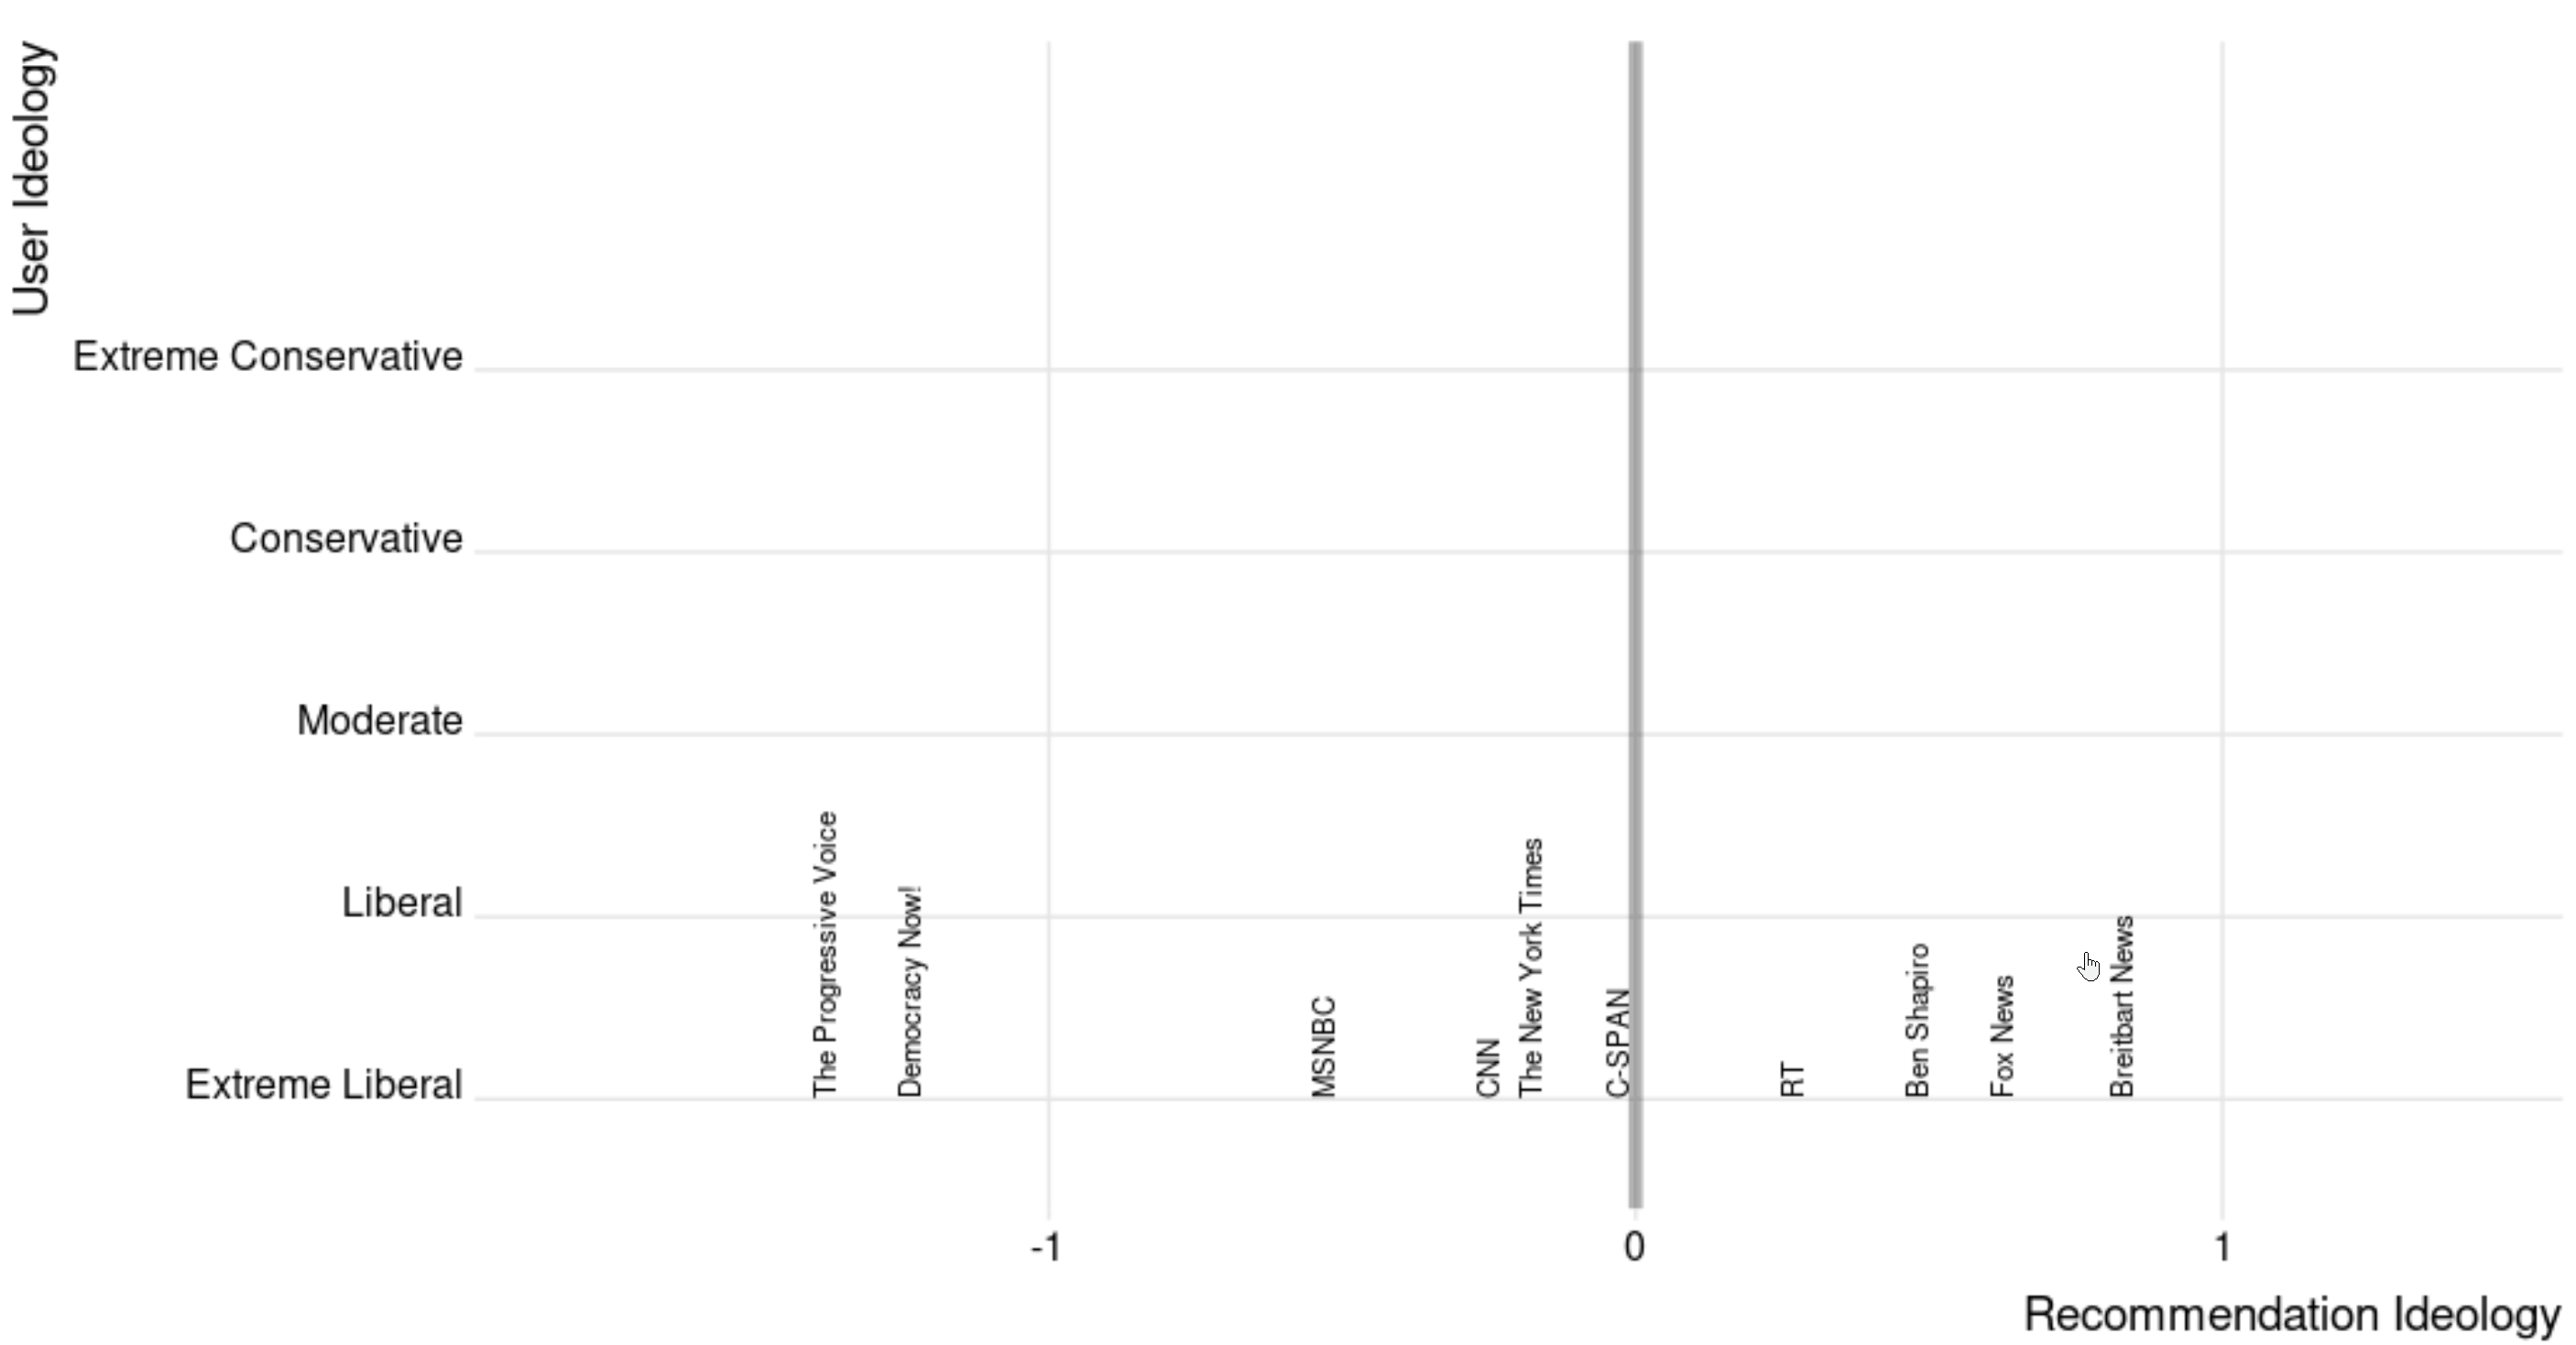 User Ideology
Extreme Conservative
Conservative
Moderate
Liberal
Extreme Liberal
The Progressive Voice
Democracy Now!
MSNBC
CNN
The New York Times
C-SPAN
RT
Ben Shapiro
Fox News
Breitbart News
-1
0
1
Recommendation Ideology